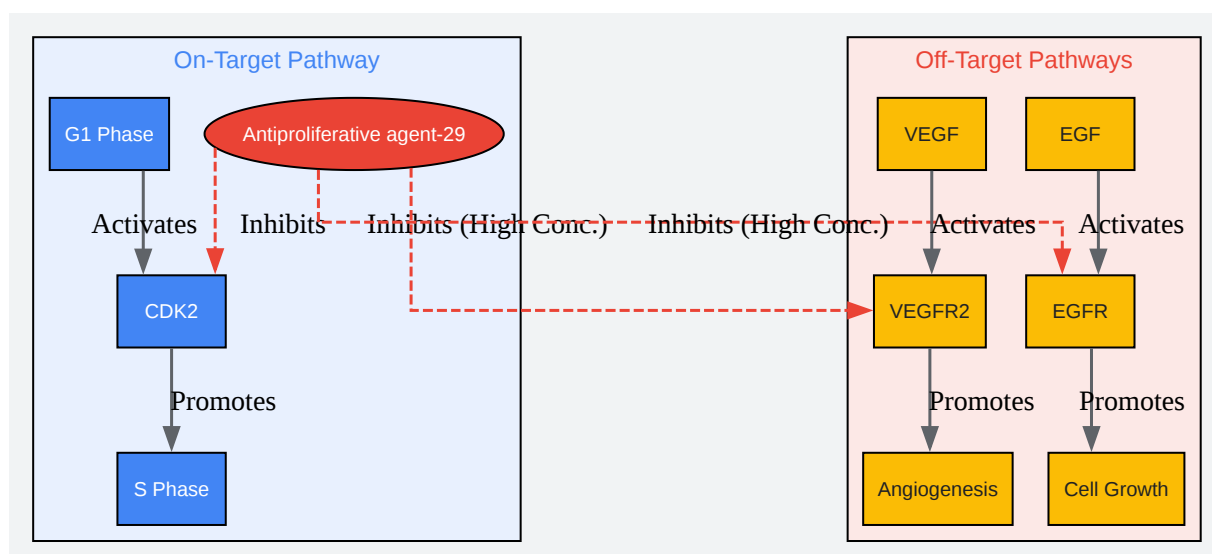 On-Target Pathway
Off-Target Pathways
G1 Phase
Antiproliferative agent-29
VEGF
EGF
Activates
Inhibits
Inhibits (High Conc.)
Inhibits (High Conc.)
Activates
Activates
CDK2
VEGFR2
EGFR
Promotes
Promotes
Promotes
S Phase
Angiogenesis
Cell Growth